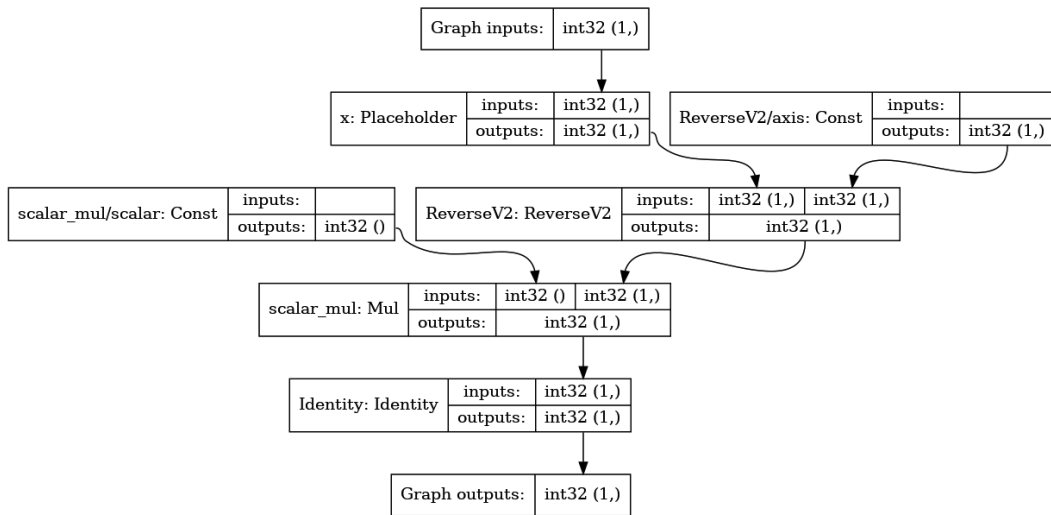 Graph inputs: int32 (1,)
x: Placeholder inputs: int32 (1,)
outputs: int32 (1,)
ReverseV2/axis: Const inputs:
outputs: int32 (1,)
scalar_mul/scalar: Const inputs:
outputs: int32 ()
ReverseV2: ReverseV2 inputs: int32 (1,) int32 (1,)
outputs: int32 (1,)
scalar_mul: Mul inputs: int32 () int32 (1,)
outputs: int32 (1,)
Identity: Identity inputs: int32 (1,)
outputs: int32 (1,)
Graph outputs: int32 (1,)